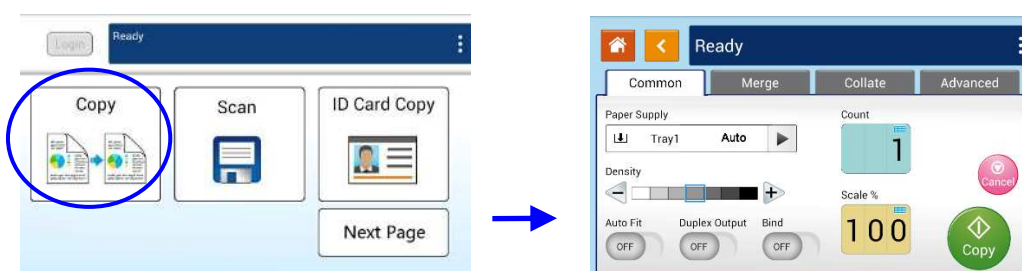 Login
Ready
Copy
Scan
ID Card Copy
Next Page
Ready
Common
Merge
Collate
Advanced
Paper Supply
Tray1
Auto
Density
Auto Fit
Duplex Output
Bind
OFF
OFF
OFF
Count
1
Scale %
100
Cancel
Copy